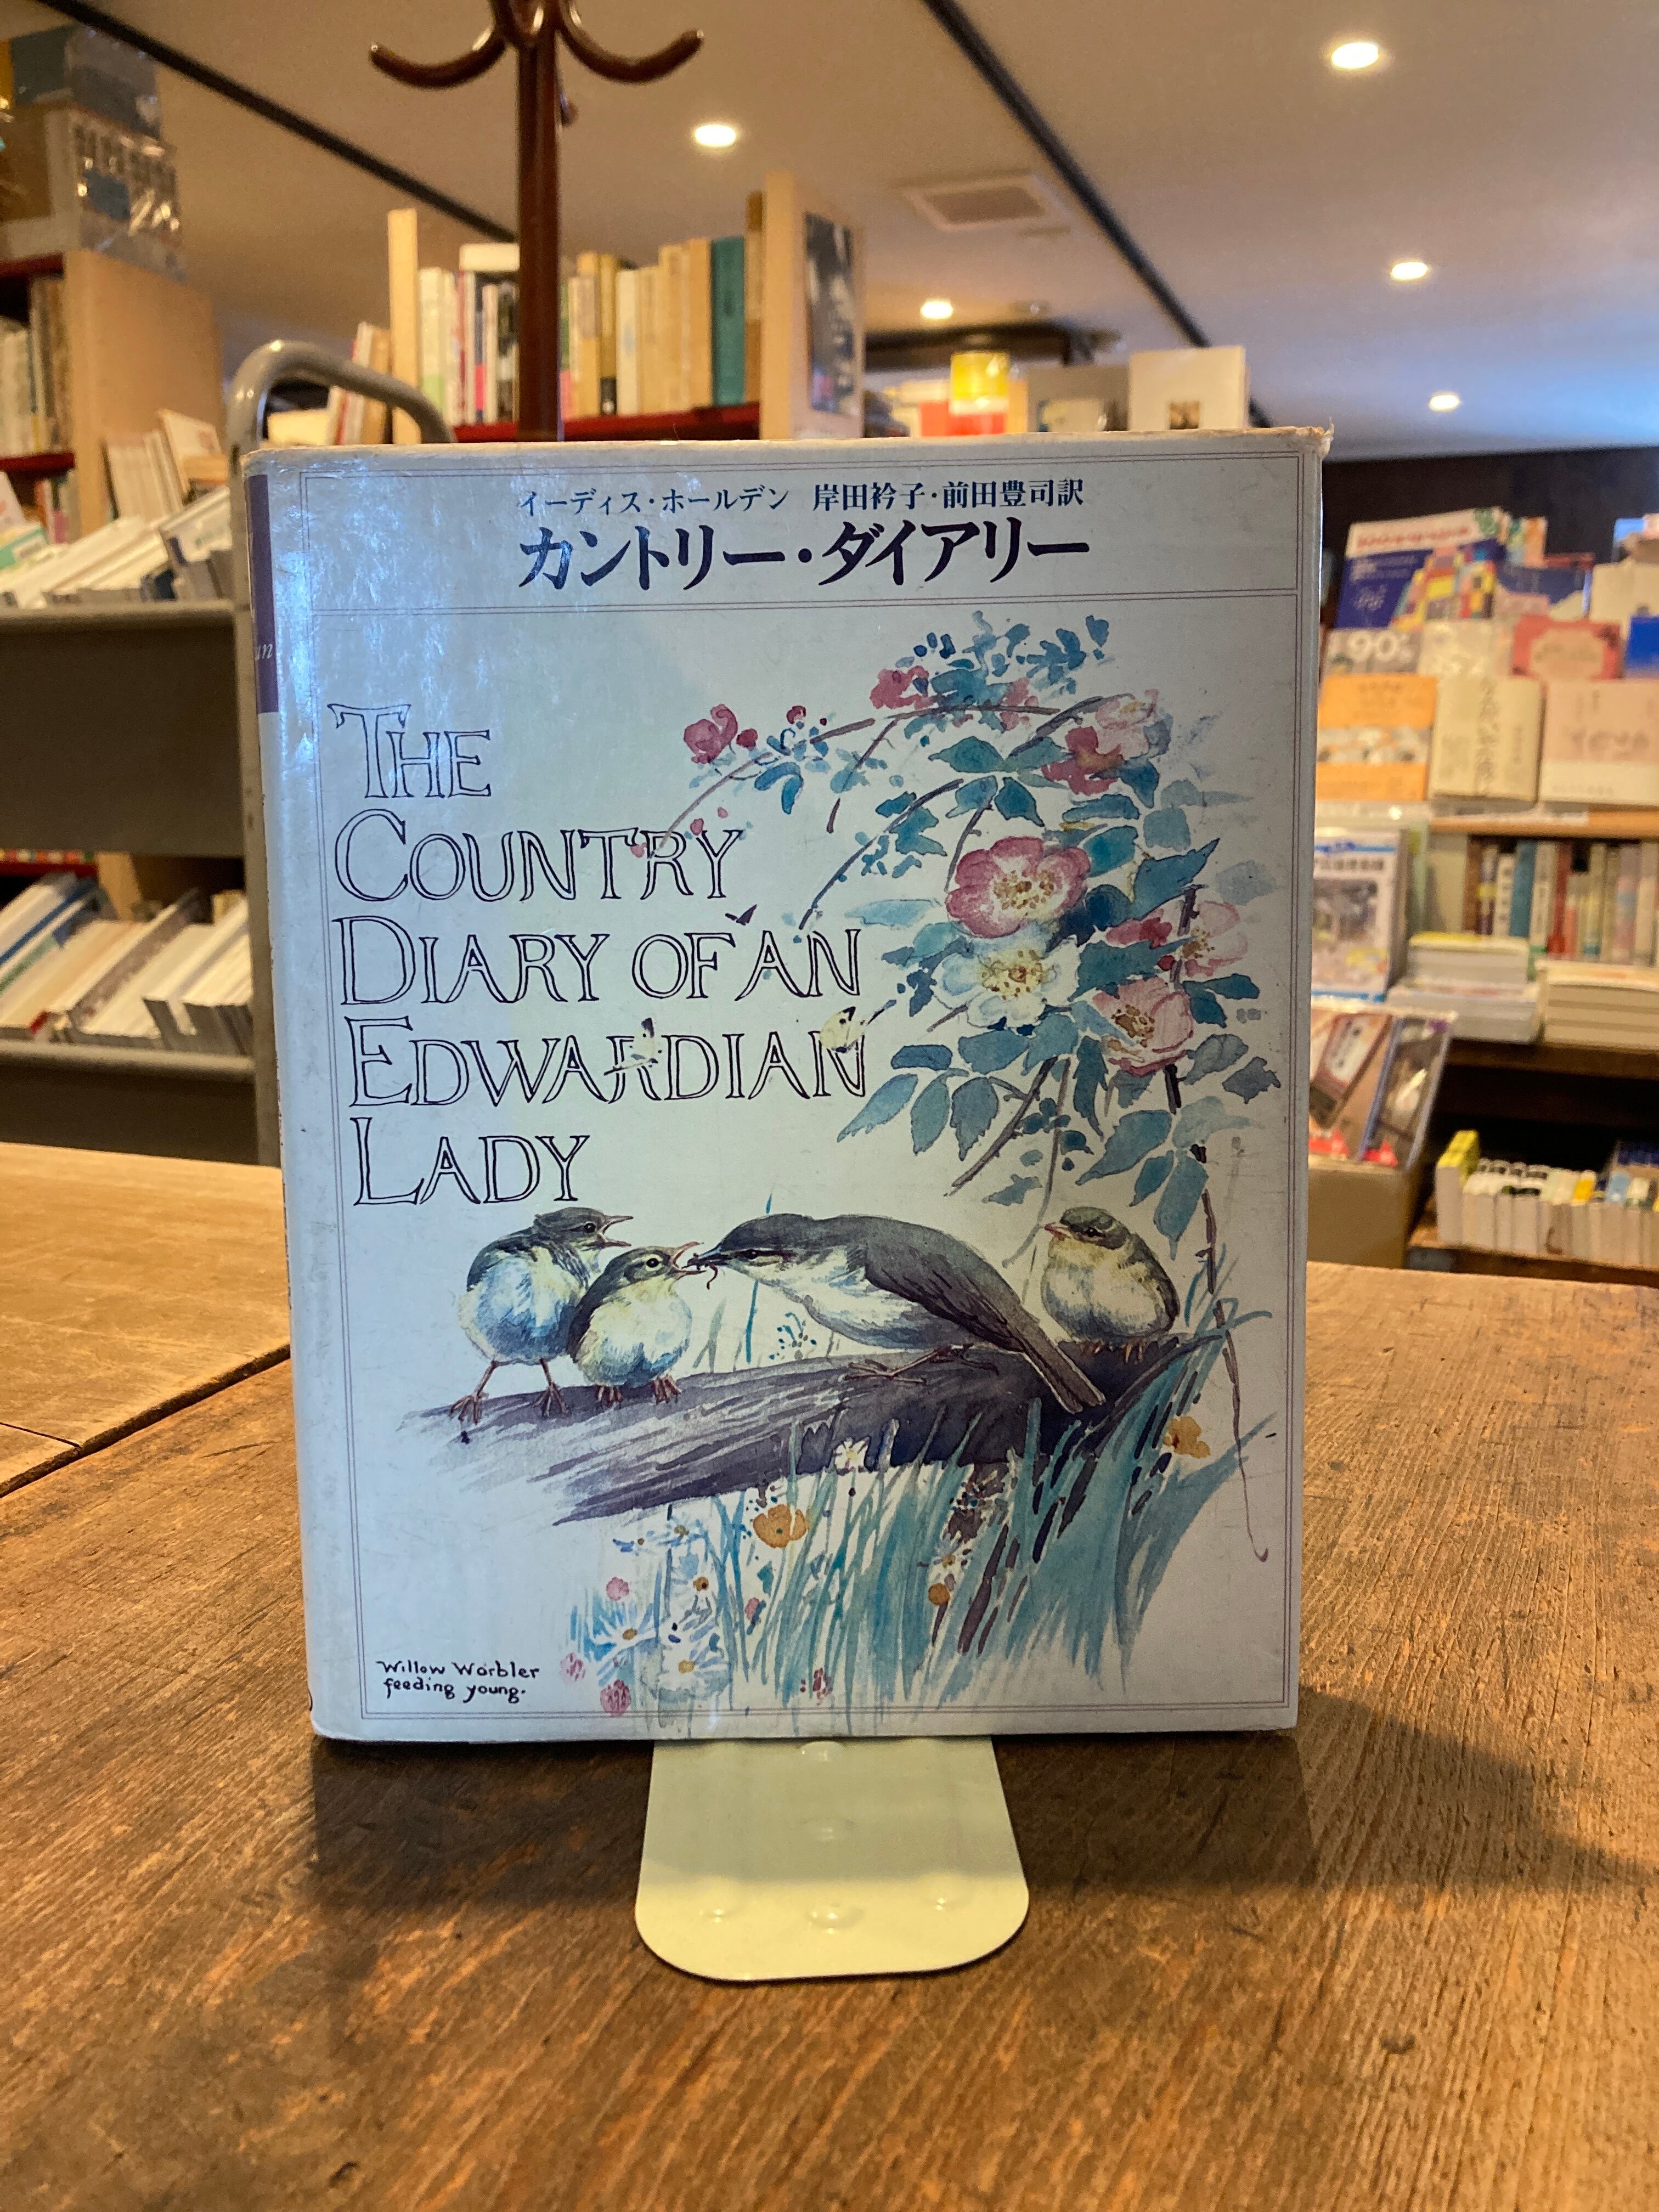 イーディス・ホールデン 岸田衿子・前田豊司訳
カントリー・ダイアリー
THE
COUNTRY
DIARY OF AN
EDWARDIAN
LADY
Willow Warbler
feeding young.